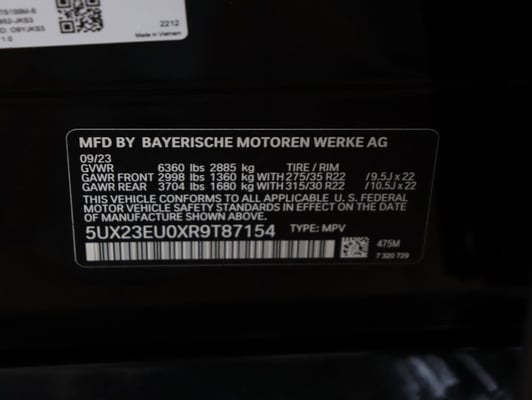 2212
Made in Vietnam
MFD BY BAYERISCHE MOTOREN WERKE AG
09/23
GVWR 6360 lbs 2885 kg TIRE / RIM
GAWR FRONT 2998 lbs 1360 kg WITH 275/35 R22 / 9.5J x 22
GAWR REAR 3704 lbs 1680 kg WITH 315/30 R22 / 10.5J x 22
THIS VEHICLE CONFORMS TO ALL APPLICABLE U. S. FEDERAL
MOTOR VEHICLE SAFETY STANDARDS IN EFFECT ON THE DATE
OF MANUFACTURE SHOWN ABOVE.
5UX23EU0XR9T87154 TYPE: MPV
475M
7 320 729